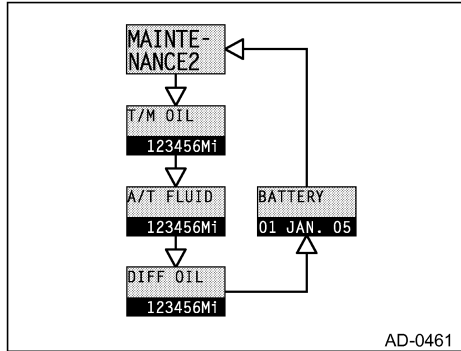 MAINTE-
NANCE2
T/M OIL
123456Mi
A/T FLUID
123456Mi
BATTERY
01 JAN. 05
DIFF OIL
123456Mi
AD-0461